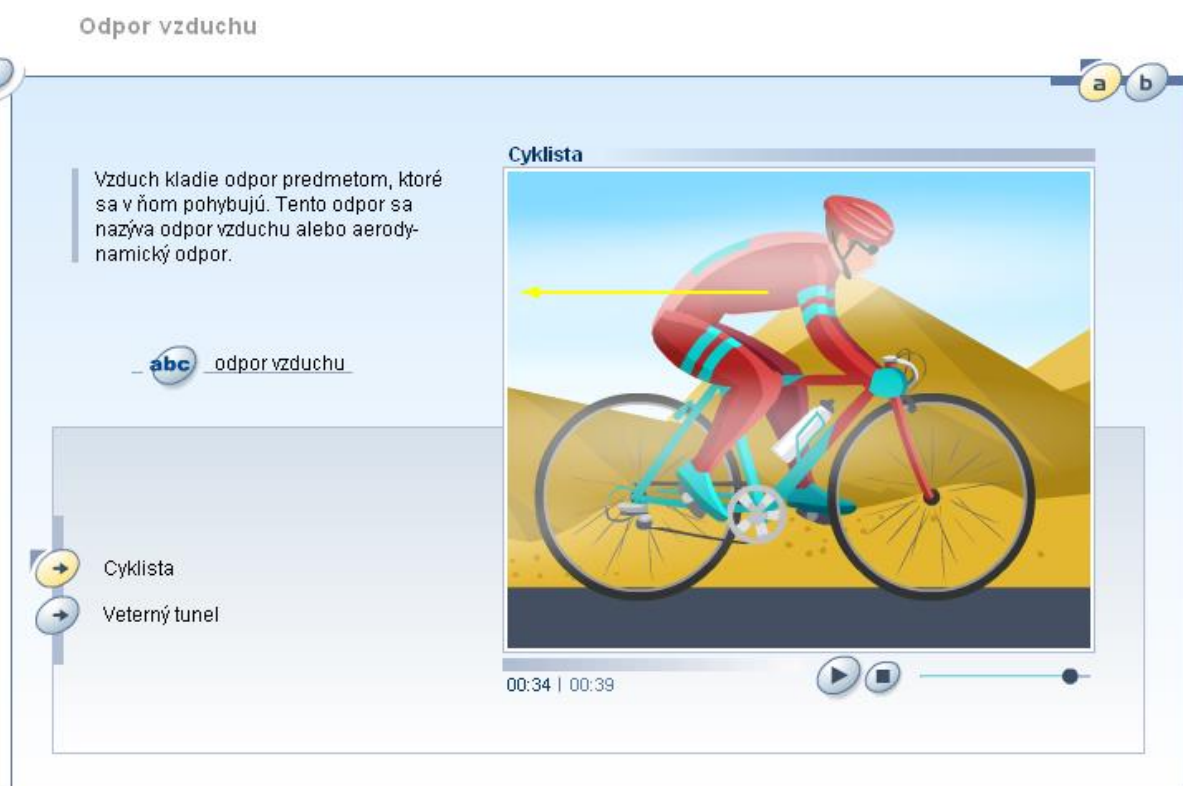 Odpor vzduchu
a b
Cyklista
Vzduch kladie odpor predmetom, ktoré
sa v ňom pohybujú. Tento odpor sa
nazýva odpor vzduchu alebo aerody-
namický odpor.
abc odpor vzduchu
Cyklista
Veterný tunel
00:34 | 00:39